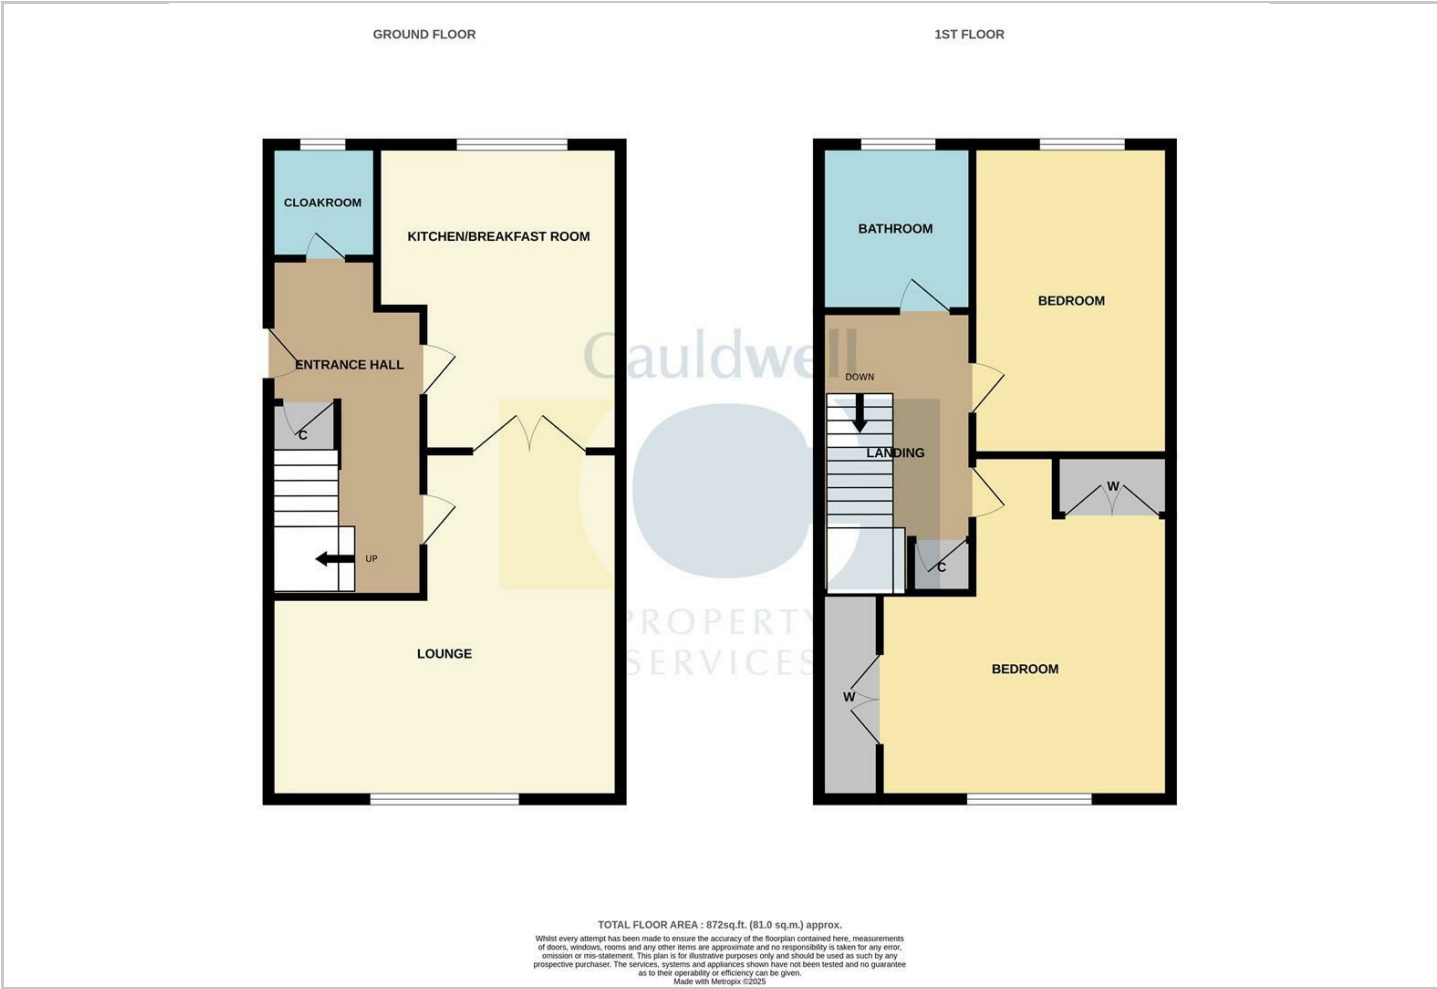 GROUND FLOOR
1ST FLOOR
CLOAKROOM
KITCHEN/BREAKFAST ROOM
ENTRANCE HALL
C
UP
LOUNGE
BATHROOM
BEDROOM
DOWN
LANDING
W
C
BEDROOM
W
Cauldwell
PROPERTY
SERVICES
TOTAL FLOOR AREA : 872sq.ft. (81.0 sq.m.) approx.
Whilst every attempt has been made to ensure the accuracy of the floorplan contained here, measurements
of doors, windows, rooms and any other items are approximate and no responsibility is taken for any error,
omission or mis-statement. This plan is for illustrative purposes only and should be used as such by any
prospective purchaser. The services, systems and appliances shown have not been tested and no guarantee
as to their operability or efficiency can be given.
Made with Metropix ©2025